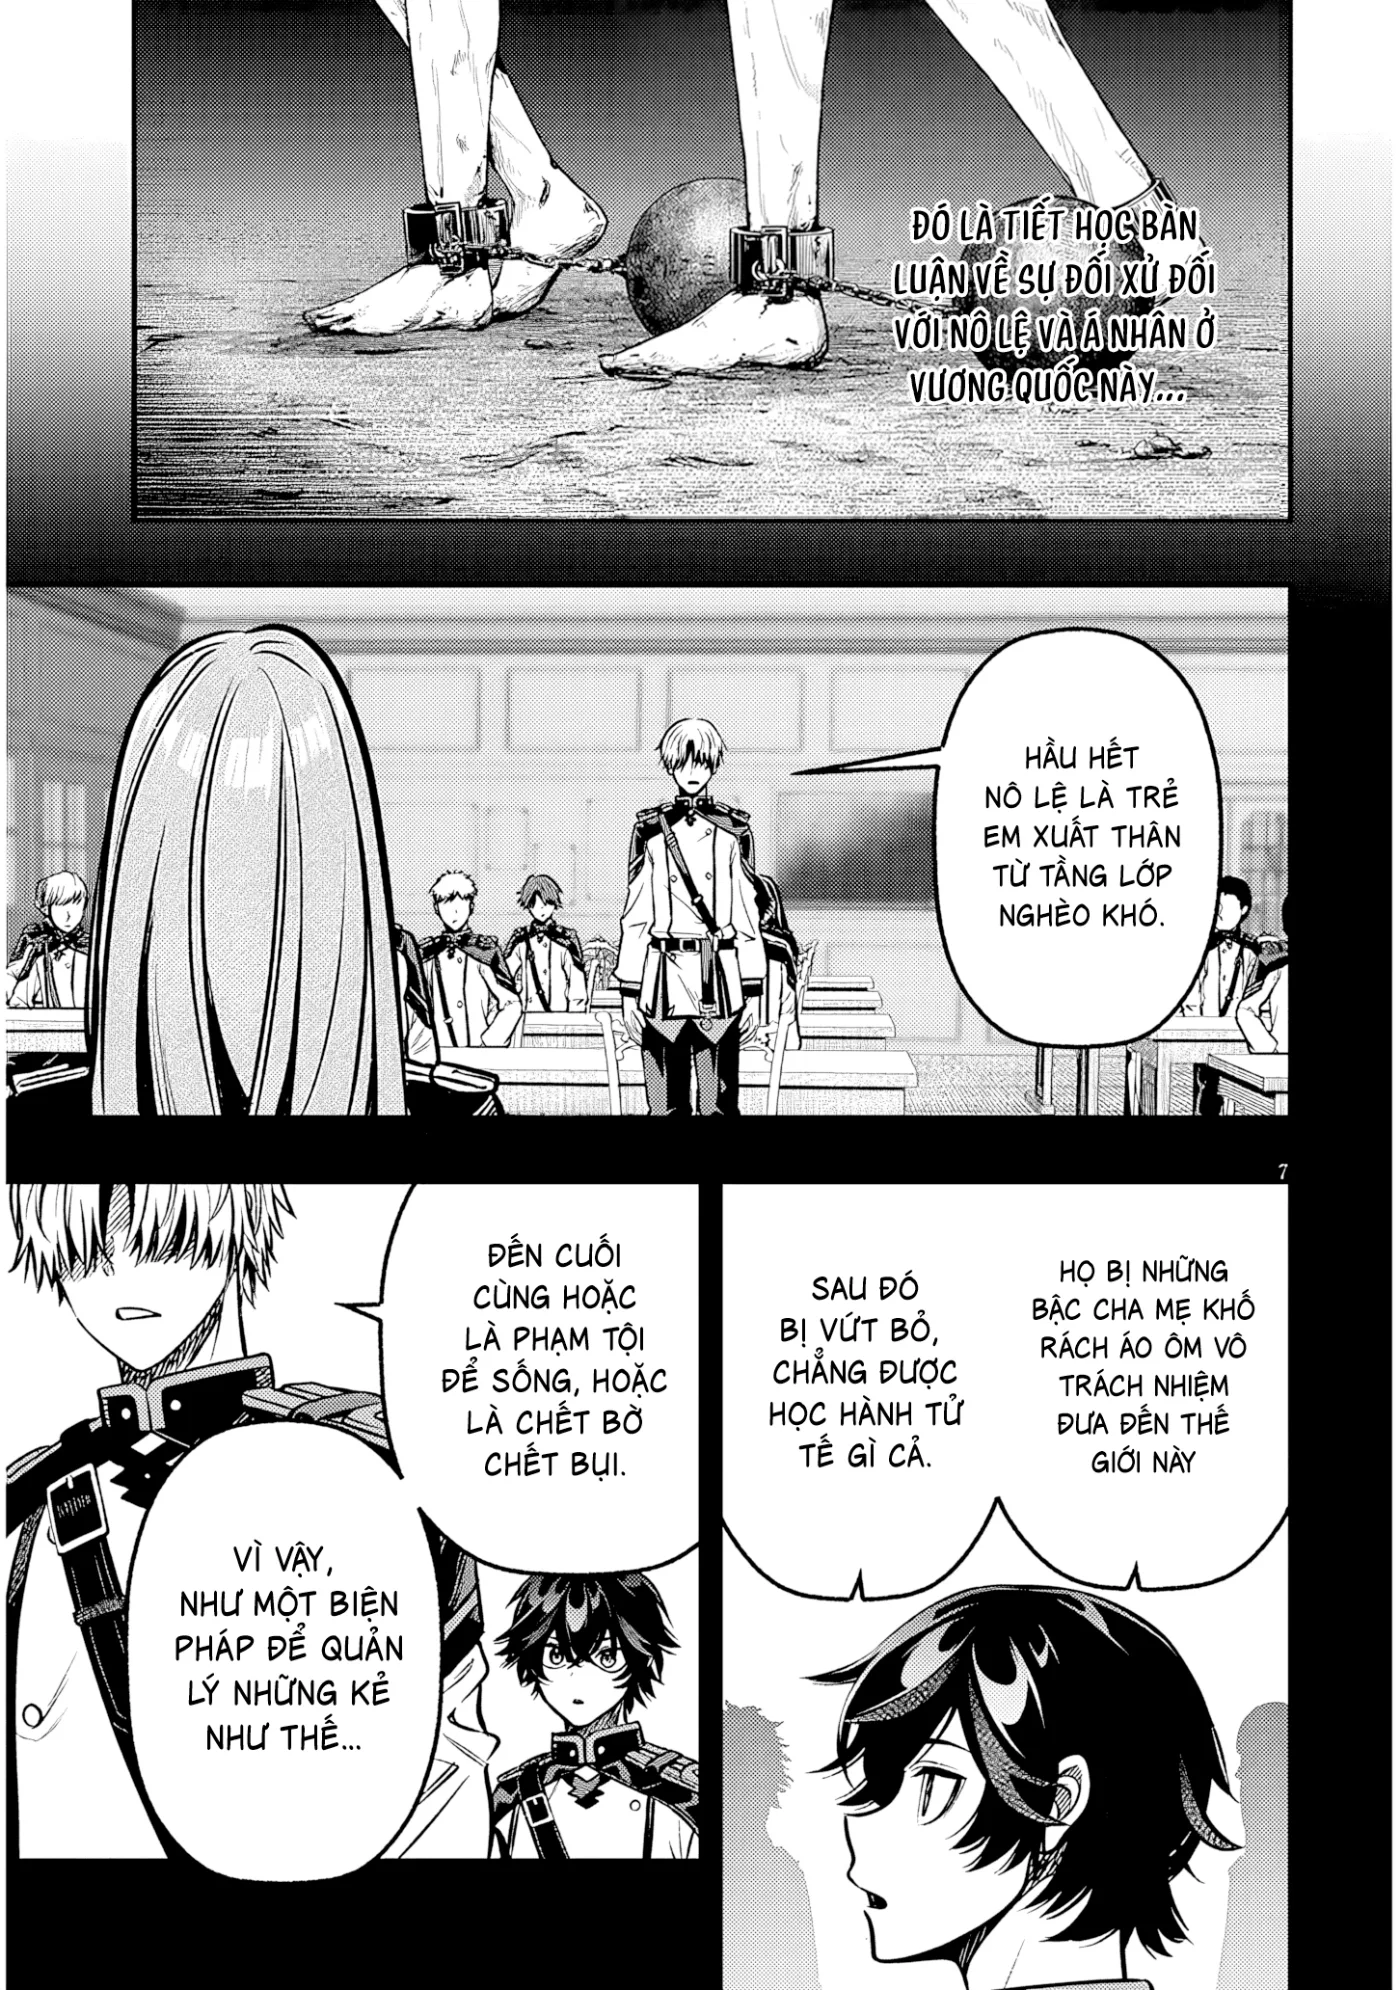 ĐÓ LÀ TIẾT HỌC BÀN
LUẬN VỀ SỰ ĐỐI XỬ ĐỐI
VỚI NÔ LỆ VÀ Á NHÂN Ở
VƯƠNG QUỐC NÀY...
HẦU HẾT
NÔ LỆ LÀ TRẺ
EM XUẤT THÂN
TỪ TẦNG LỚP
NGHÈO KHÓ.
7
HỌ BỊ NHỮNG
BẬC CHA MẸ KHỐ
RÁCH ÁO ÔM VÔ
TRÁCH NHIỆM
ĐƯA ĐẾN THẾ
GIỚI NÀY
SAU ĐÓ
BỊ VỨT BỎ,
CHẲNG ĐƯỢC
HỌC HÀNH TỬ
TẾ GÌ CẢ.
ĐẾN CUỐI
CÙNG HOẶC
LÀ PHẠM TỘI
ĐỂ SỐNG, HOẶC
LÀ CHẾT BỜ
CHẾT BỤI.
VÌ VẬY,
NHƯ MỘT BIỆN
PHÁP ĐỂ QUẢN
LÝ NHỮNG KẺ
NHƯ THẾ...